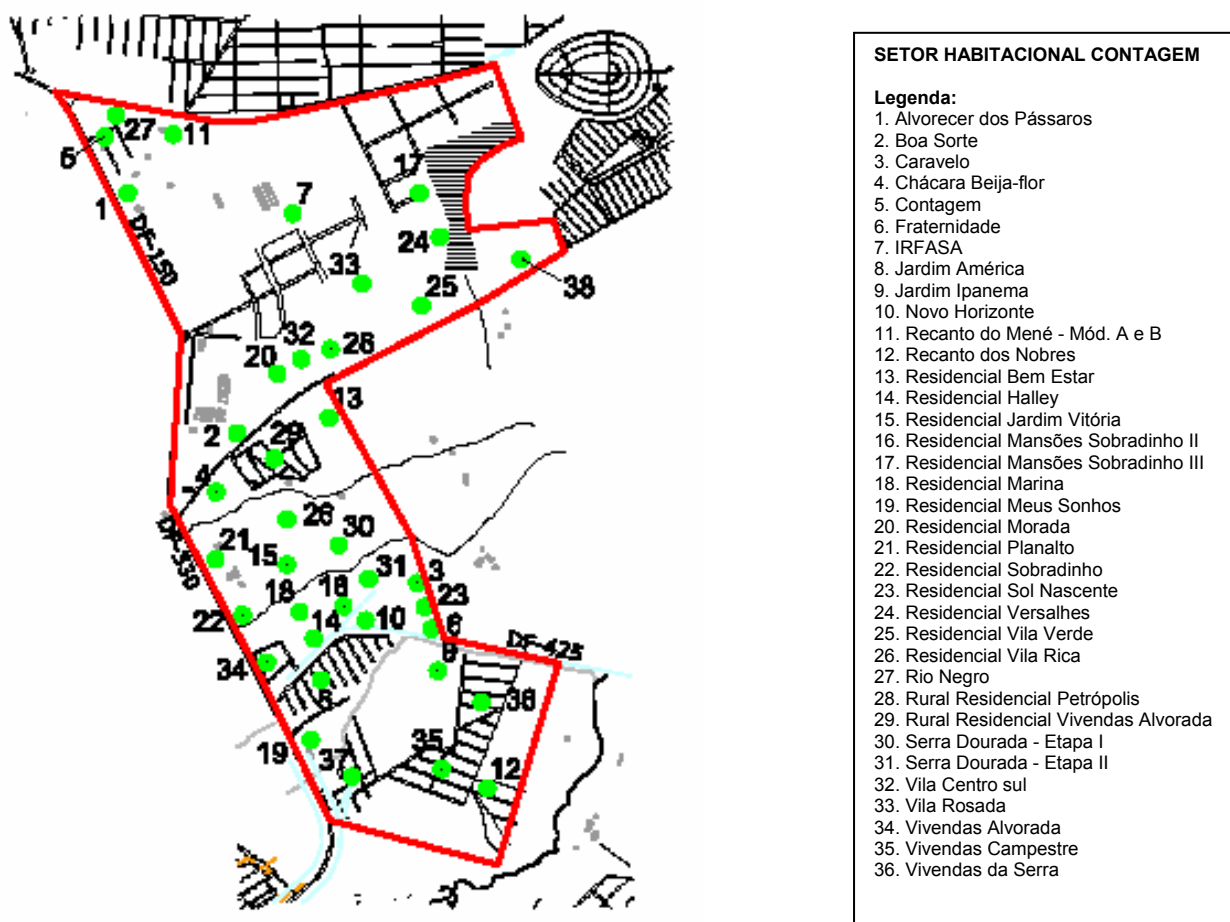 27
11
5
17
1
7
DF-150
24
33
38
25
32
28
20
13
2
29
4
26
30
21
15
DF-330
31
3
18
16
23
22
10
14
6
DF-425
34
36
19
35
37
12
SETOR HABITACIONAL CONTAGEM
Legenda:
1. Alvorecer dos Pássaros
2. Boa Sorte
3. Caravelo
4. Chácara Beija-flor
5. Contagem
6. Fraternidade
7. IRFASA
8. Jardim América
9. Jardim Ipanema
10. Novo Horizonte
11. Recanto do Mené - Mód. A e B
12. Recanto dos Nobres
13. Residencial Bem Estar
14. Residencial Halley
15. Residencial Jardim Vitória
16. Residencial Mansões Sobradinho II
17. Residencial Mansões Sobradinho III
18. Residencial Marina
19. Residencial Meus Sonhos
20. Residencial Morada
21. Residencial Planalto
22. Residencial Sobradinho
23. Residencial Sol Nascente
24. Residencial Versalhes
25. Residencial Vila Verde
26. Residencial Vila Rica
27. Rio Negro
28. Rural Residencial Petrópolis
29. Rural Residencial Vivendas Alvorada
30. Serra Dourada - Etapa I
31. Serra Dourada - Etapa II
32. Vila Centro sul
33. Vila Rosada
34. Vivendas Alvorada
35. Vivendas Campestre
36. Vivendas da Serra